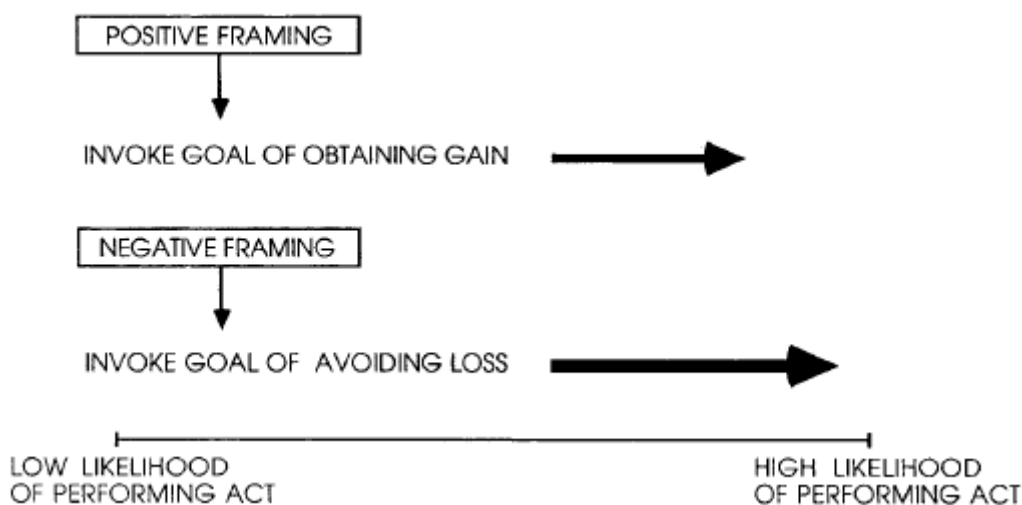 POSITIVE FRAMING
INVOKE GOAL OF OBTAINING GAIN
NEGATIVE FRAMING
INVOKE GOAL OF AVOIDING LOSS
LOW LIKELIHOOD
OF PERFORMING ACT
HIGH LIKELIHOOD
OF PERFORMING ACT